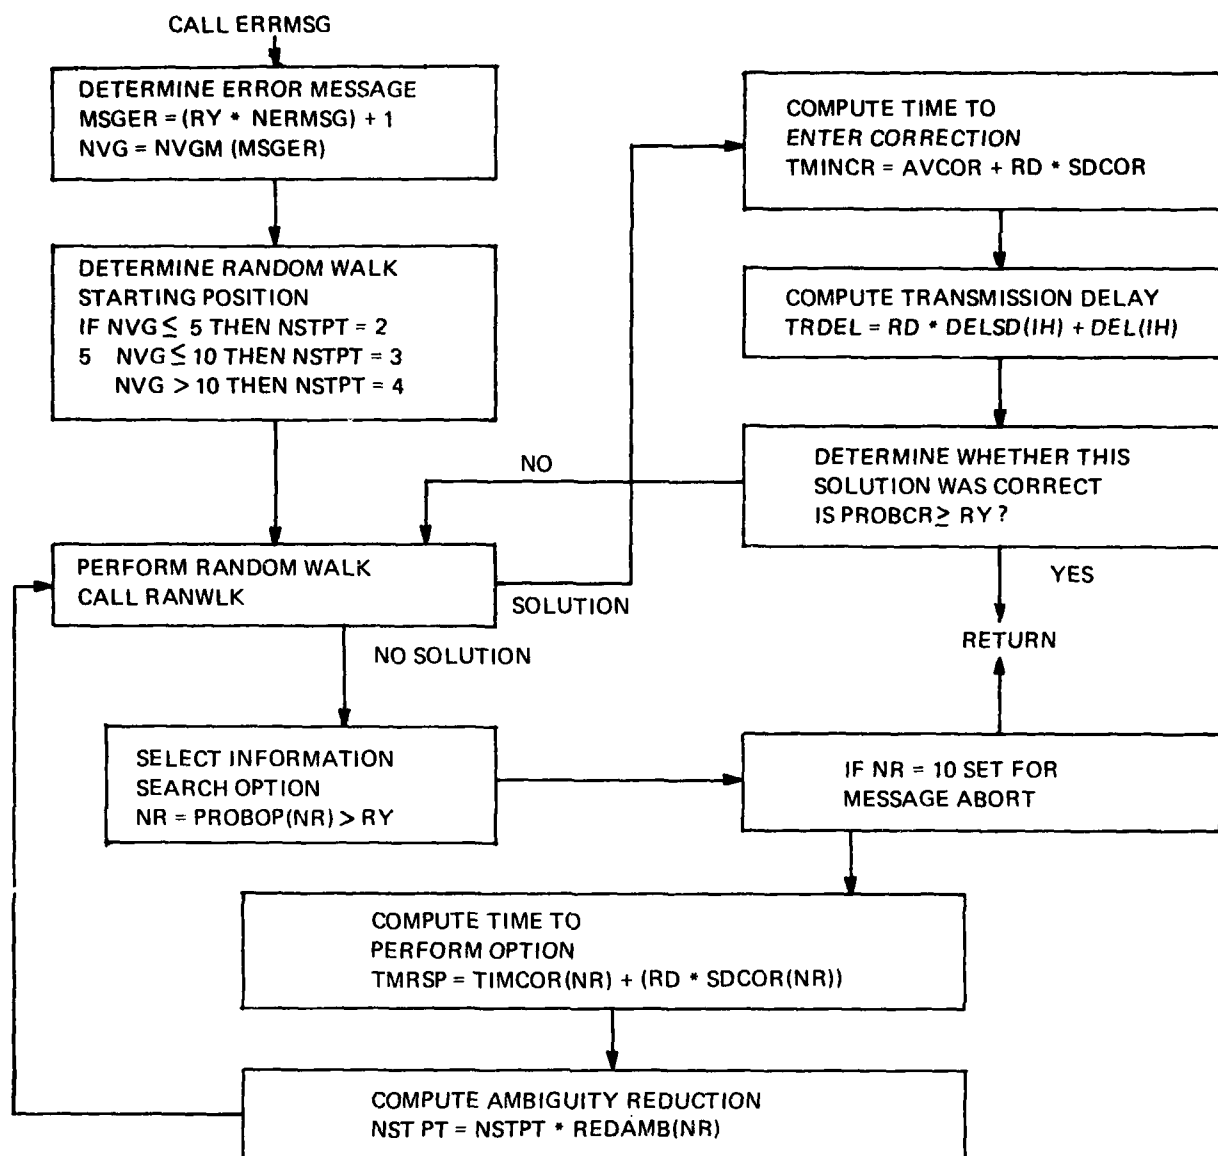 CALL ERRMSG
DETERMINE ERROR MESSAGE
MSGER = (RY * NERMSG) + 1
NVG = NVGM (MSGER)
DETERMINE RANDOM WALK
STARTING POSITION
IF NVG ≤ 5 THEN NSTPT = 2
5 NVG ≤ 10 THEN NSTPT = 3
NVG > 10 THEN NSTPT = 4
PERFORM RANDOM WALK
CALL RANWLK
SOLUTION
NO SOLUTION
COMPUTE TIME TO
ENTER CORRECTION
TMINCR = AVCOR + RD * SDCOR
COMPUTE TRANSMISSION DELAY
TRDEL = RD * DELSD(IH) + DEL(IH)
DETERMINE WHETHER THIS
SOLUTION WAS CORRECT
IS PROBCR ≥ RY ?
NO
YES
RETURN
SELECT INFORMATION
SEARCH OPTION
NR = PROBOP(NR) > RY
IF NR = 10 SET FOR
MESSAGE ABORT
COMPUTE TIME TO
PERFORM OPTION
TMRSP = TIMCOR(NR) + (RD * SDCOR(NR))
COMPUTE AMBIGUITY REDUCTION
NST PT = NSTPT * REDAMB(NR)